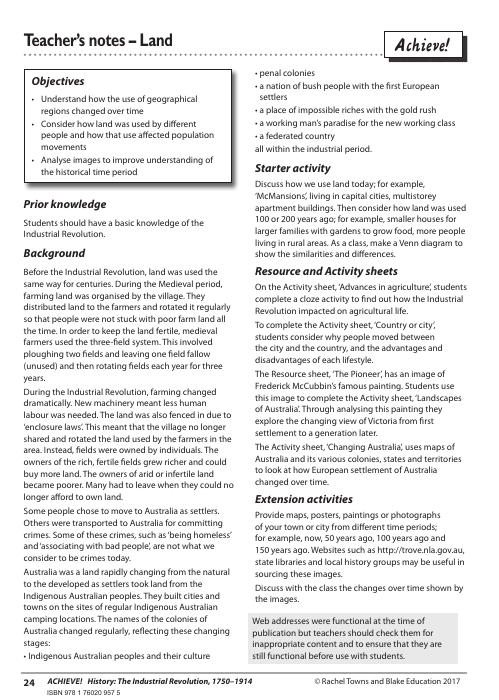 Teacher's notes – Land
Achieve!
Objectives
• Understand how the use of geographical
regions changed over time
• Consider how land was used by different
people and how that use affected population
movements
• Analyse images to improve understanding of
the historical time period
Prior knowledge
Students should have a basic knowledge of the
Industrial Revolution.
Background
Before the Industrial Revolution, land was used the
same way for centuries. During the Medieval period,
farming land was organised by the village. They
distributed land to the farmers and rotated it regularly
so that people were not stuck with poor farm land all
the time. In order to keep the land fertile, medieval
farmers used the three-field system. This involved
ploughing two fields and leaving one field fallow
(unused) and then rotating fields each year for three
years.
During the Industrial Revolution, farming changed
dramatically. New machinery meant less human
labour was needed. The land was also fenced in due to
'enclosure laws'. This meant that the village no longer
shared and rotated the land used by the farmers in the
area. Instead, fields were owned by individuals. The
owners of the rich, fertile fields grew richer and could
buy more land. The owners of arid or infertile land
became poorer. Many had to leave when they could no
longer afford to own land.
Some people chose to move to Australia as settlers.
Others were transported to Australia for committing
crimes. Some of these crimes, such as 'being homeless'
and 'associating with bad people', are not what we
consider to be crimes today.
Australia was a land rapidly changing from the natural
to the developed as settlers took land from the
Indigenous Australian peoples. They built cities and
towns on the sites of regular Indigenous Australian
camping locations. The names of the colonies of
Australia changed regularly, reflecting these changing
stages:
• Indigenous Australian peoples and their culture
• penal colonies
• a nation of bush people with the first European
settlers
• a place of impossible riches with the gold rush
• a working man's paradise for the new working class
• a federated country
all within the industrial period.
Starter activity
Discuss how we use land today; for example,
'McMansions', living in capital cities, multistorey
apartment buildings. Then consider how land was used
100 or 200 years ago; for example, smaller houses for
larger families with gardens to grow food, more people
living in rural areas. As a class, make a Venn diagram to
show the similarities and differences.
Resource and Activity sheets
On the Activity sheet, 'Advances in agriculture', students
complete a cloze activity to find out how the Industrial
Revolution impacted on agricultural life.
To complete the Activity sheet, 'Country or city',
students consider why people moved between
the city and the country, and the advantages and
disadvantages of each lifestyle.
The Resource sheet, 'The Pioneer', has an image of
Frederick McCubbin's famous painting. Students use
this image to complete the Activity sheet, 'Landscapes
of Australia'. Through analysing this painting they
explore the changing view of Victoria from first
settlement to a generation later.
The Activity sheet, 'Changing Australia', uses maps of
Australia and its various colonies, states and territories
to look at how European settlement of Australia
changed over time.
Extension activities
Provide maps, posters, paintings or photographs
of your town or city from different time periods;
for example, now, 50 years ago, 100 years ago and
150 years ago. Websites such as http://trove.nla.gov.au,
state libraries and local history groups may be useful in
sourcing these images.
Discuss with the class the changes over time shown by
the images.
Web addresses were functional at the time of
publication but teachers should check them for
inappropriate content and to ensure that they are
still functional before use with students.
24 ACHIEVE! History: The Industrial Revolution, 1750–1914 © Rachel Towns and Blake Education 2017
ISBN 978 1 76020 957 5